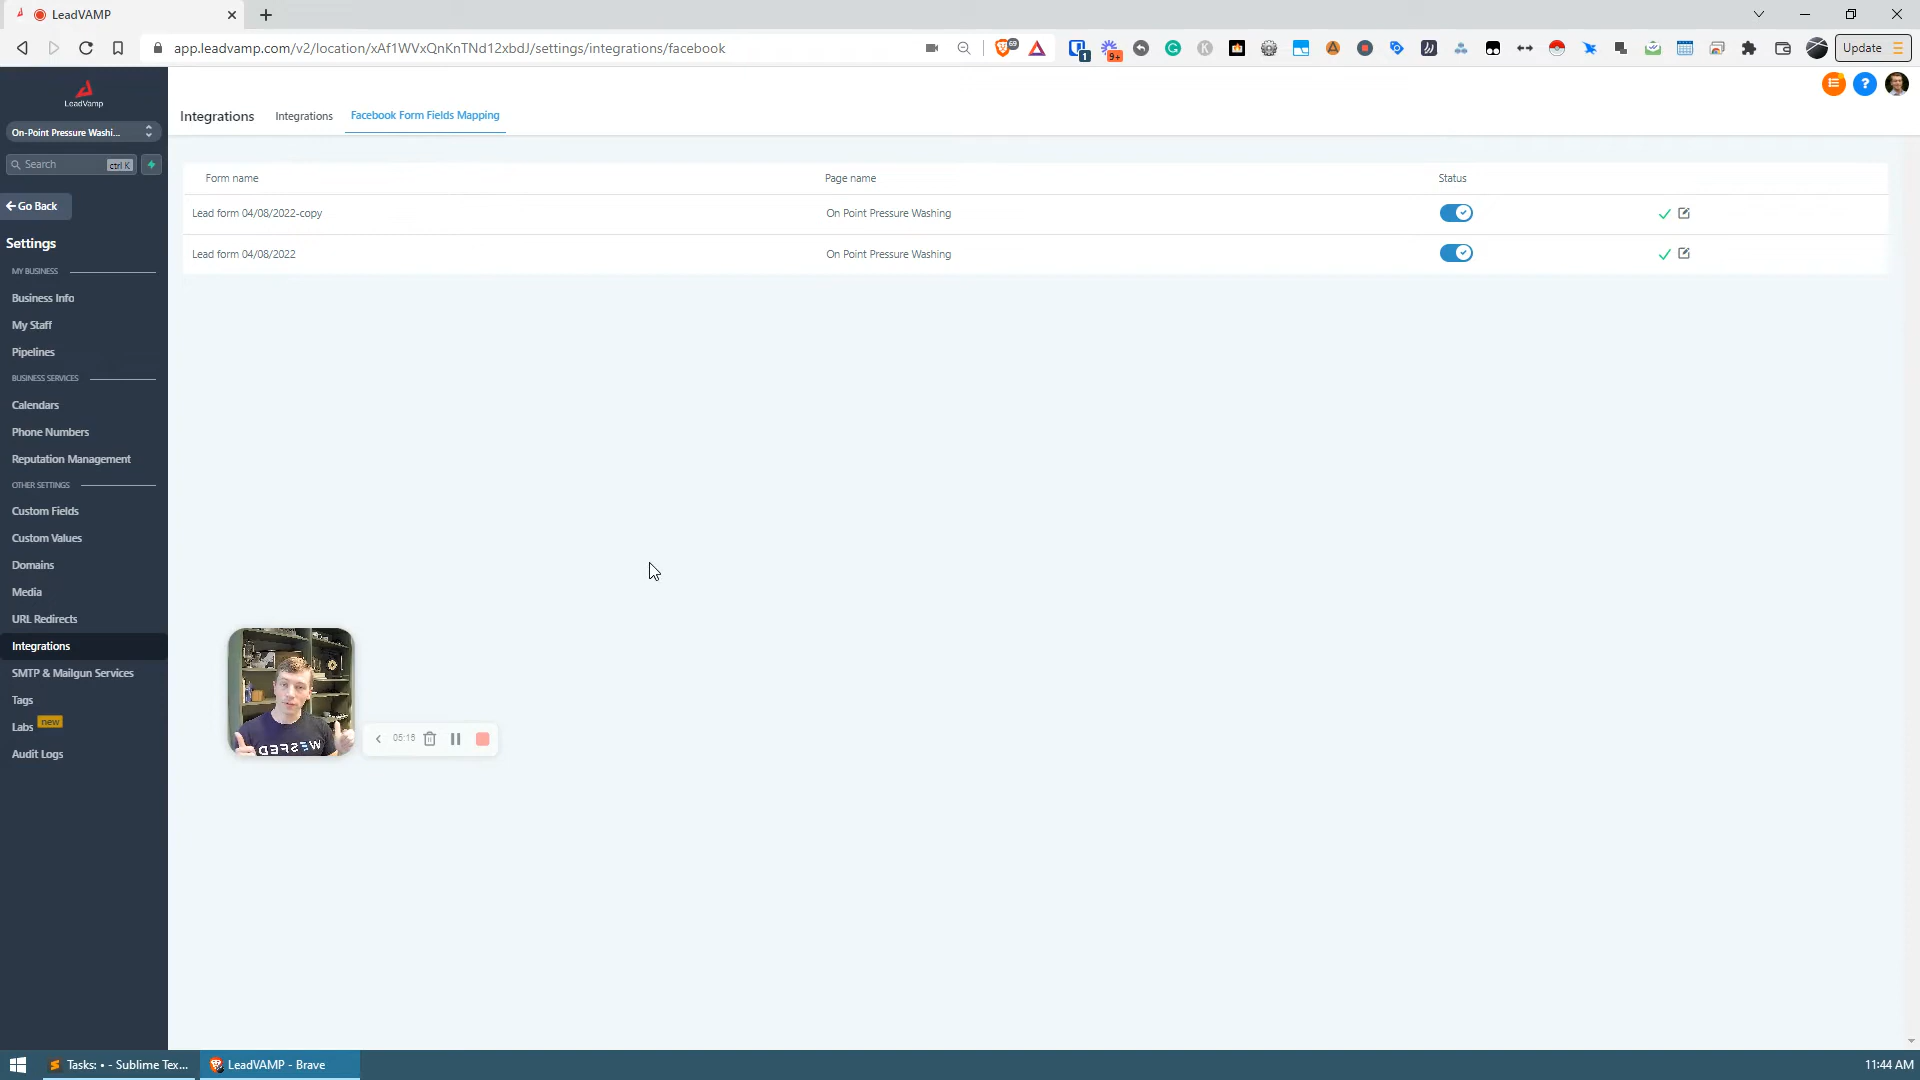 LeadVAMP
app.leadvamp.com/v2/location/xAf1WVxQnKnTNd12xbdJ/settings/integrations/facebook
69
1
9+
Update
LeadVamp
On-Point Pressure Washi...
Search
ctrl K
Go Back
Settings
MY BUSINESS
Business Info
My Staff
Pipelines
BUSINESS SERVICES
Calendars
Phone Numbers
Reputation Management
OTHER SETTINGS
Custom Fields
Custom Values
Domains
Media
URL Redirects
Integrations
SMTP & Mailgun Services
Tags
Labs new
Audit Logs
Integrations Integrations Facebook Form Fields Mapping
Form name Page name Status
Lead form 04/08/2022-copy On Point Pressure Washing
Lead form 04/08/2022 On Point Pressure Washing
05:18
Tasks: • - Sublime Tex...
LeadVAMP - Brave
11:44 AM